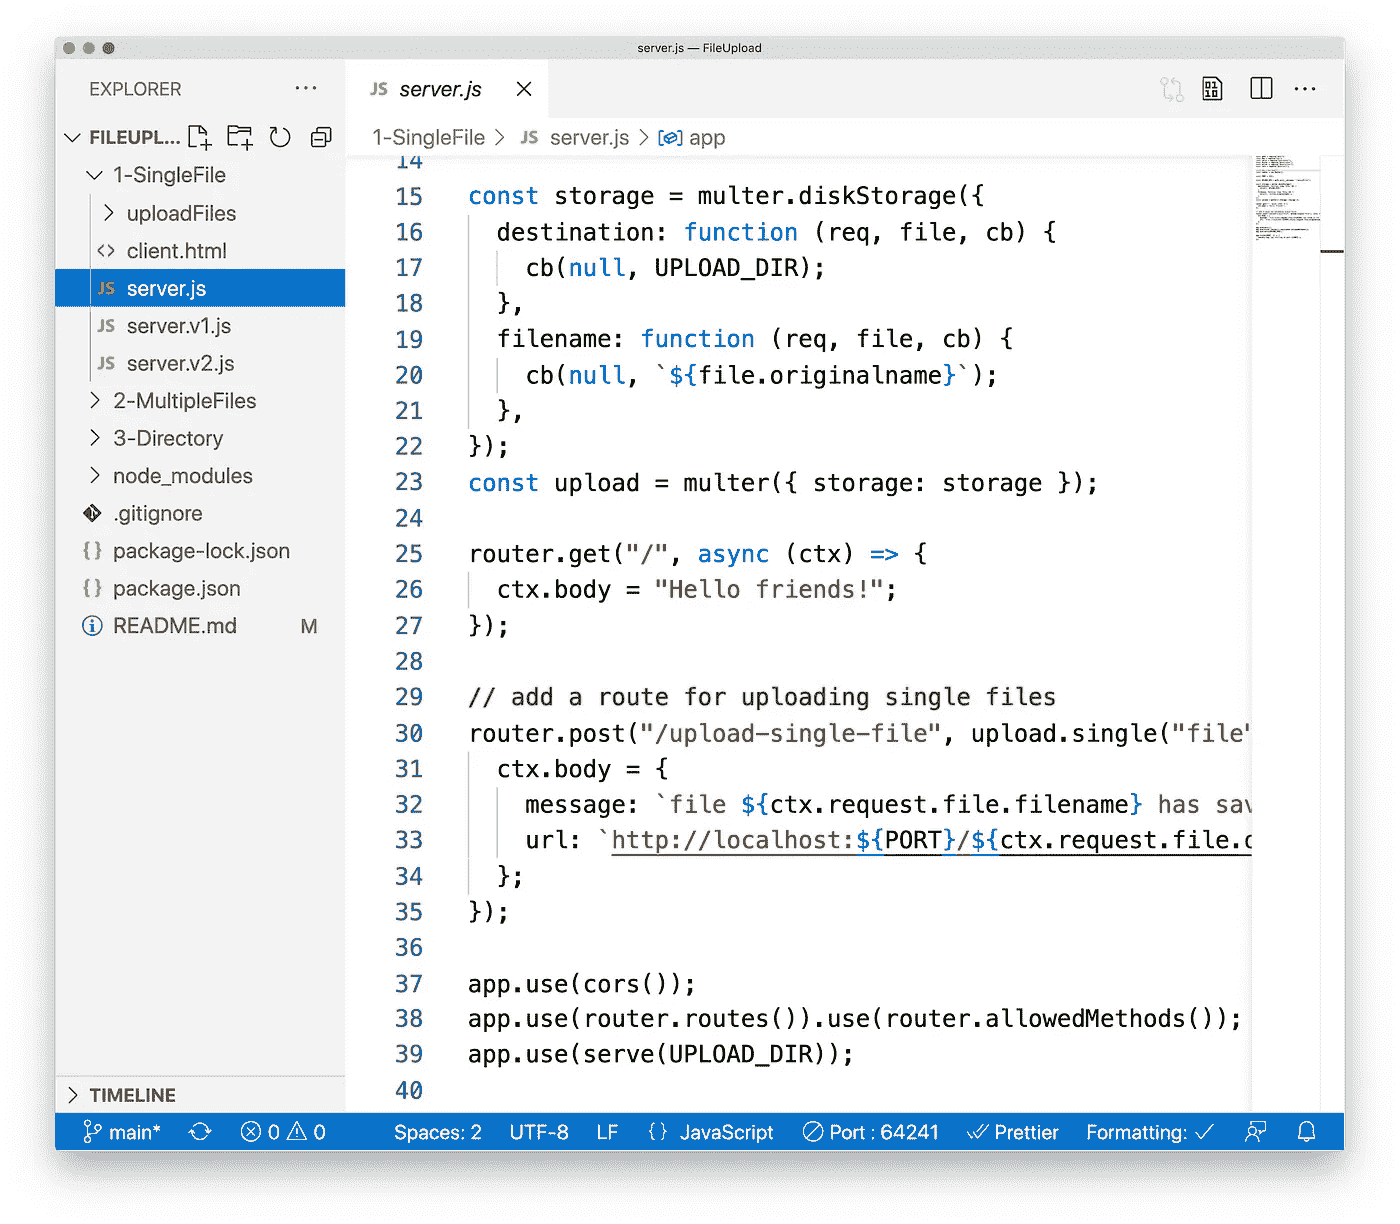 server.js — FileUpload
EXPLORER
JS server.js
FILEUPL...
1-SingleFile > JS server.js > app
1-SingleFile
uploadFiles
<> client.html
JS server.js
JS server.v1.js
JS server.v2.js
2-MultipleFiles
3-Directory
node_modules
.gitignore
{} package-lock.json
{} package.json
README.md M
TIMELINE
14
15 const storage = multer.diskStorage({
16 destination: function (req, file, cb) {
17 cb(null, UPLOAD_DIR);
18 },
19 filename: function (req, file, cb) {
20 cb(null, `${file.originalname}`);
21 },
22 });
23 const upload = multer({ storage: storage });
24
25 router.get("/", async (ctx) => {
26 ctx.body = "Hello friends!";
27 });
28
29 // add a route for uploading single files
30 router.post("/upload-single-file", upload.single("file"
31 ctx.body = {
32 message: `file ${ctx.request.file.filename} has sav
33 url: `http://localhost:${PORT}/${ctx.request.file.o
34 };
35 });
36
37 app.use(cors());
38 app.use(router.routes()).use(router.allowedMethods());
39 app.use(serve(UPLOAD_DIR));
40
main* 0 0 Spaces: 2 UTF-8 LF {} JavaScript Port : 64241 Prettier Formatting: ✓